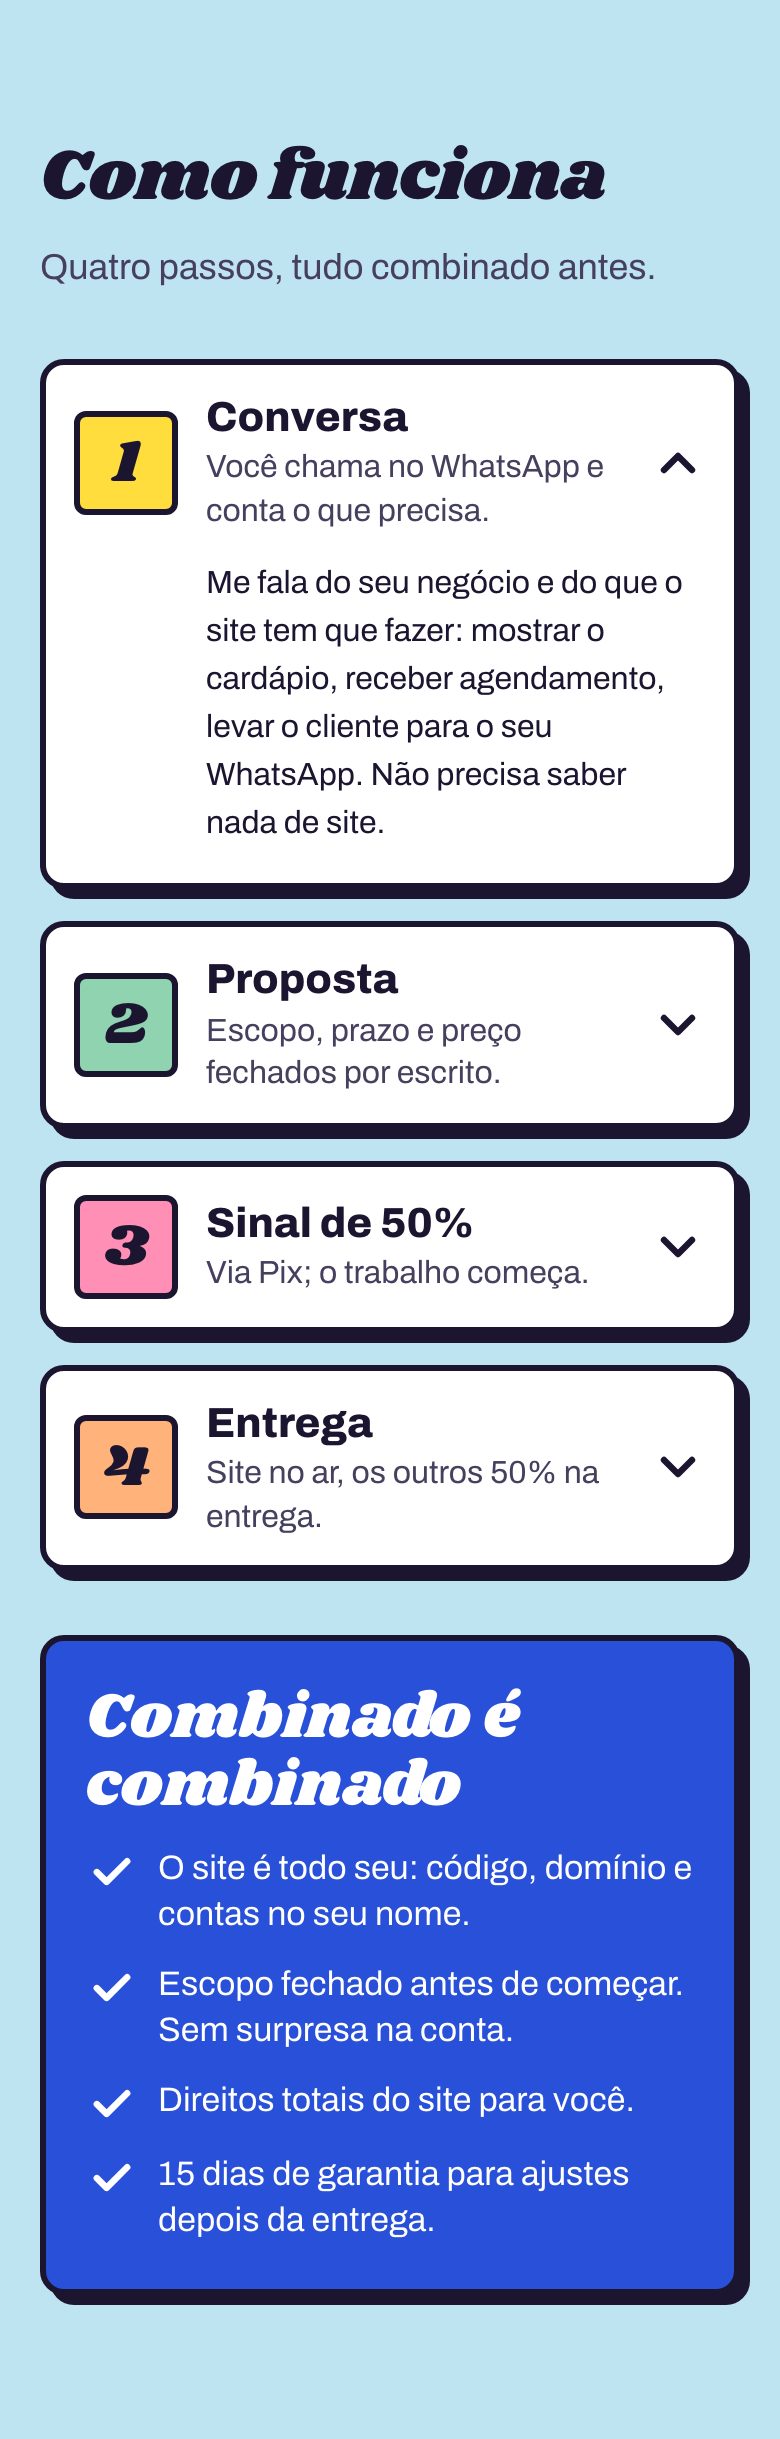 Como funciona
Quatro passos, tudo combinado antes.
1
Conversa
Você chama no WhatsApp e
conta o que precisa.
Me fala do seu negócio e do que o
site tem que fazer: mostrar o
cardápio, receber agendamento,
levar o cliente para o seu
WhatsApp. Não precisa saber
nada de site.
2
Proposta
Escopo, prazo e preço
fechados por escrito.
3
Sinal de 50%
Via Pix; o trabalho começa.
4
Entrega
Site no ar, os outros 50% na
entrega.
Combinado é
combinado
O site é todo seu: código, domínio e
contas no seu nome.
Escopo fechado antes de começar.
Sem surpresa na conta.
Direitos totais do site para você.
15 dias de garantia para ajustes
depois da entrega.